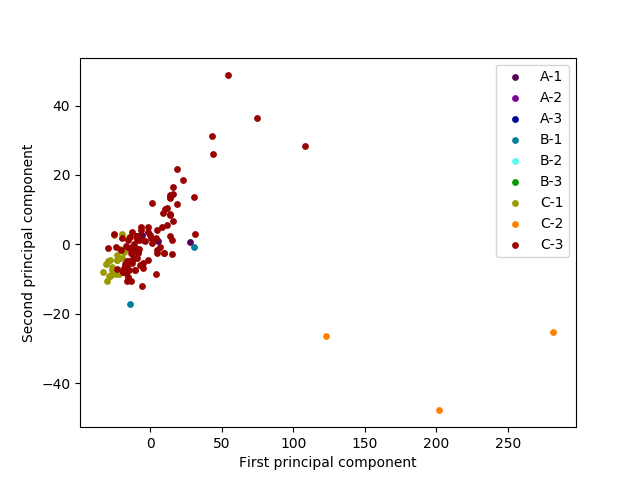 40
20
0
−20
−40
0
50
100
150
200
250
Second principal component
First principal component
A-1
A-2
A-3
B-1
B-2
B-3
C-1
C-2
C-3